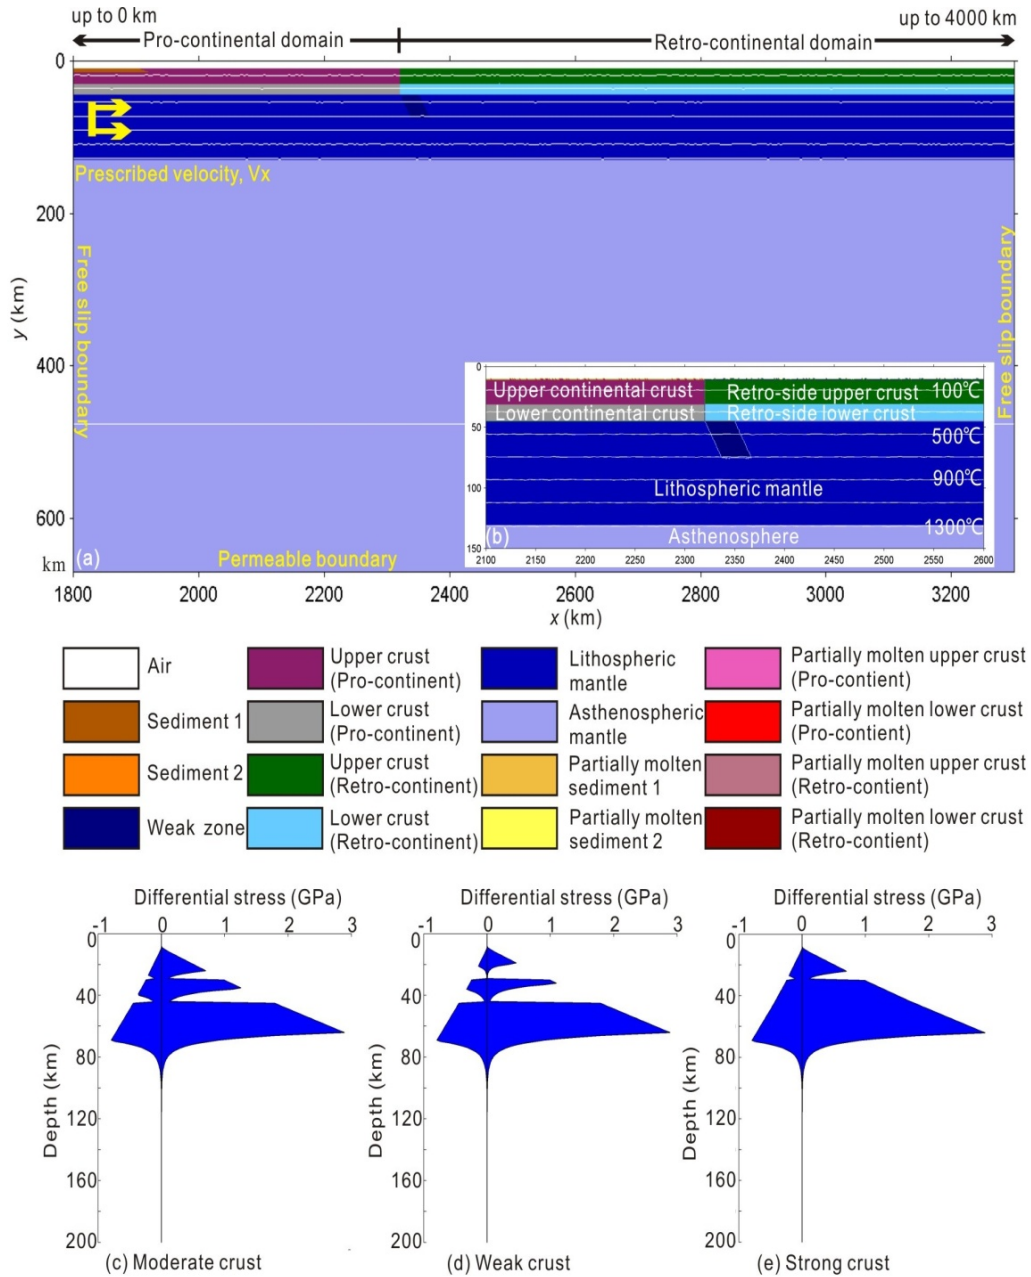 up to 0 km
up to 4000 km
Pro-continental domain
Retro-continental domain
0
200
400
600
km
y (km)
Prescribed velocity, Vx
Free slip boundary
Free slip boundary
Permeable boundary
(a)
1800
2000
2200
2400
2600
2800
3000
3200
x (km)
0
50
100
150
Upper continental crust
Retro-side upper crust
100℃
Lower continental crust
Retro-side lower crust
500℃
900℃
Lithospheric mantle
1300℃
(b)
Asthenosphere
2100
2150
2200
2250
2300
2350
2400
2450
2500
2550
2600
Air
Upper crust
(Pro-continent)
Lithospheric
mantle
Partially molten upper crust
(Pro-contient)
Sediment 1
Lower crust
(Pro-continent)
Asthenospheric
mantle
Partially molten lower crust
(Pro-contient)
Sediment 2
Upper crust
(Retro-continent)
Partially molten
sediment 1
Partially molten upper crust
(Retro-contient)
Weak zone
Lower crust
(Retro-continent)
Partially molten
sediment 2
Partially molten lower crust
(Retro-contient)
Differential stress (GPa)
-1 0 1 2 3
0
40
80
120
160
200
Depth (km)
(c) Moderate crust
Differential stress (GPa)
-1 0 1 2 3
0
40
80
120
160
200
Depth (km)
(d) Weak crust
Differential stress (GPa)
-1 0 1 2 3
0
40
80
120
160
200
Depth (km)
(e) Strong crust